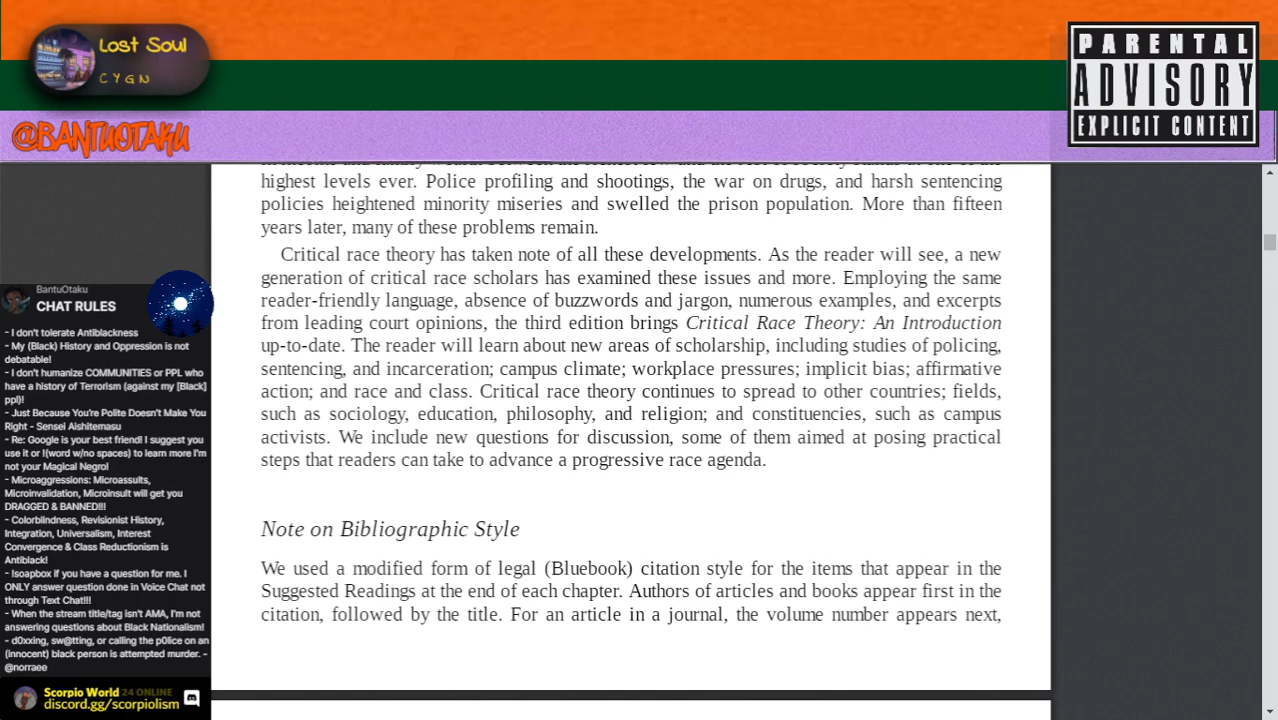 Lost Soul
CYGN
PARENTAL
ADVISORY
EXPLICIT CONTENT
@BANTUOTAKU
highest levels ever. Police profiling and shootings, the war on drugs, and harsh sentencing
policies heightened minority miseries and swelled the prison population. More than fifteen
years later, many of these problems remain.
Critical race theory has taken note of all these developments. As the reader will see, a new
generation of critical race scholars has examined these issues and more. Employing the same
reader-friendly language, absence of buzzwords and jargon, numerous examples, and excerpts
from leading court opinions, the third edition brings Critical Race Theory: An Introduction
up-to-date. The reader will learn about new areas of scholarship, including studies of policing,
sentencing, and incarceration; campus climate; workplace pressures; implicit bias; affirmative
action; and race and class. Critical race theory continues to spread to other countries; fields,
such as sociology, education, philosophy, and religion; and constituencies, such as campus
activists. We include new questions for discussion, some of them aimed at posing practical
steps that readers can take to advance a progressive race agenda.
Note on Bibliographic Style
We used a modified form of legal (Bluebook) citation style for the items that appear in the
Suggested Readings at the end of each chapter. Authors of articles and books appear first in the
citation, followed by the title. For an article in a journal, the volume number appears next,
BantuOtaku
CHAT RULES
- I don't tolerate Antiblackness
- My (Black) History and Oppression is not
debatable!
- I don't humanize COMMUNITIES or PPL who
have a history of Terrorism (against my [Black]
ppl)!
- Just Because You're Polite Doesn't Make You
Right - Sensei Aishitemasu
- Re: Google is your best friend! I suggest you
use it or !(word w/no spaces) to learn more I'm
not your Magical Negro!
- Microaggressions: Microassults,
Microinvalidation, Microinsult will get you
DRAGGED & BANNED!!!
- Colorblindness, Revisionist History,
Integration, Universalism, Interest
Convergence & Class Reductionism is
Antiblack!
- !soapbox if you have a question for me. I
ONLY answer question done in Voice Chat not
through Text Chat!!!
- When the stream title/tag isn't AMA, I'm not
answering questions about Black Nationalism!
- d0xxing, sw@tting, or calling the p0lice on an
(innocent) black person is attempted murder. -
@norraee
Scorpio World 24 ONLINE
discord.gg/scorpiolism